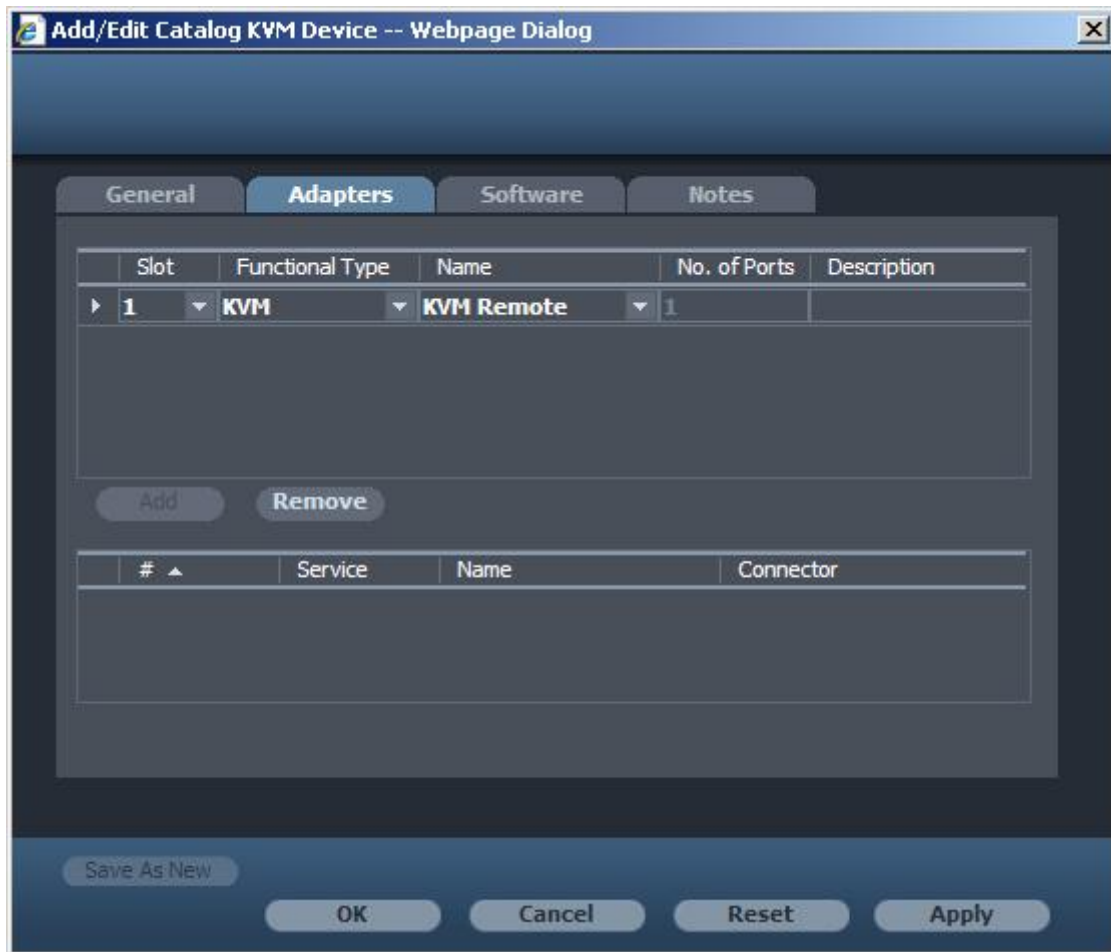 Add/Edit Catalog KVM Device -- Webpage Dialog
General Adapters Software Notes
Slot Functional Type Name No. of Ports Description
1 KVM KVM Remote 1
Add Remove
# Service Name Connector
Save As New
OK Cancel Reset Apply